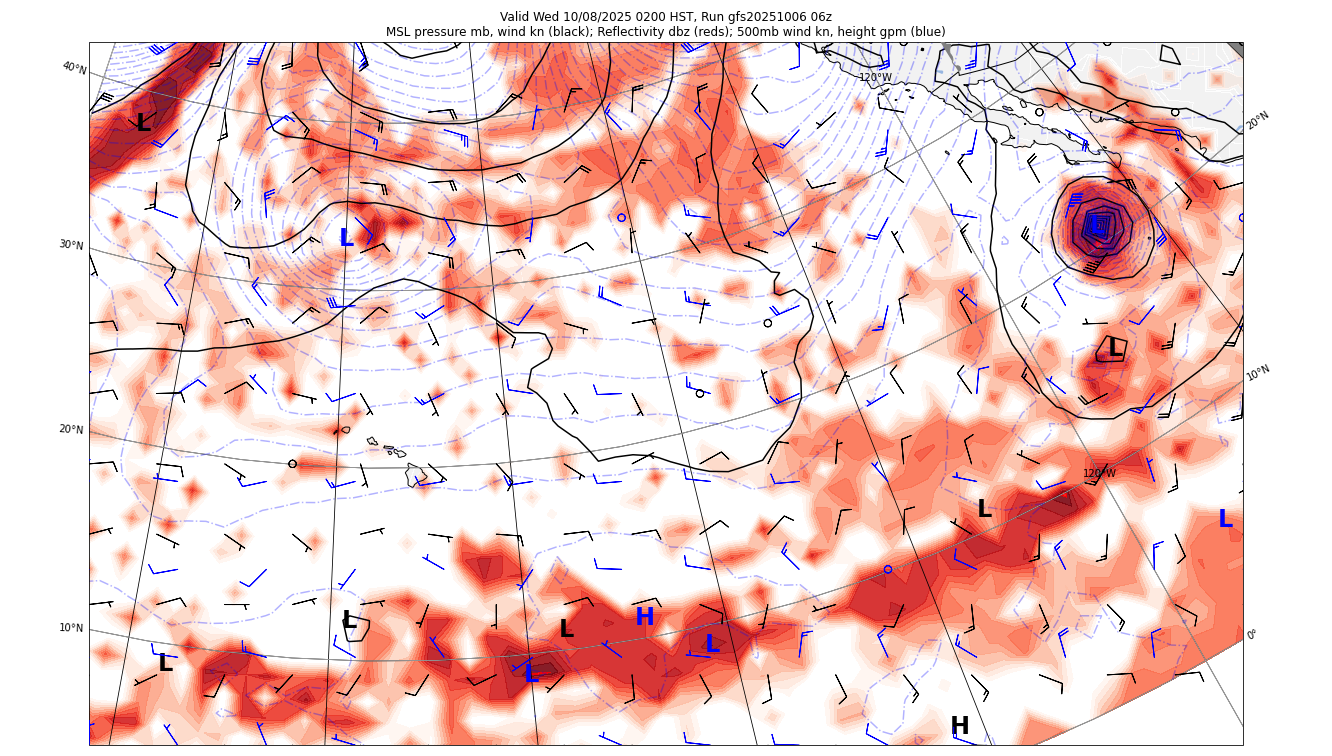 Valid Wed 10/08/2025 0200 HST, Run gfs20251006 06z
MSL pressure mb, wind kn (black); Reflectivity dbz (reds); 500mb wind kn, height gpm (blue)
40°N
120°W
20°N
L
30°N
L
L
L
10°N
20°N
120°W
L
L
10°N
L
L
H
L
0°
L
L
H